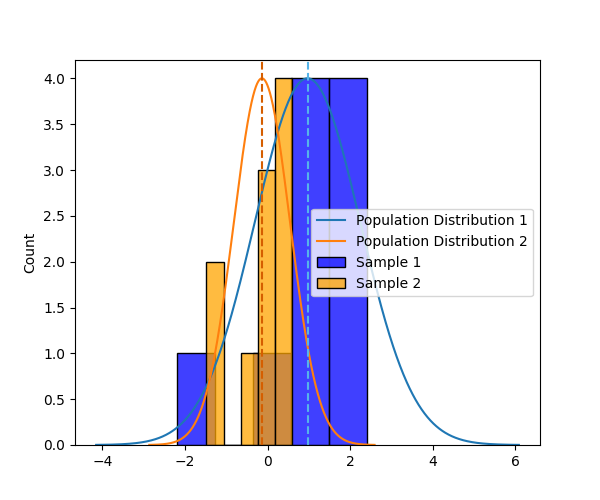 4.0
3.5
3.0
2.5
2.0
1.5
1.0
0.5
0.0
Count
Population Distribution 1
Population Distribution 2
Sample 1
Sample 2
−4 −2 0 2 4 6